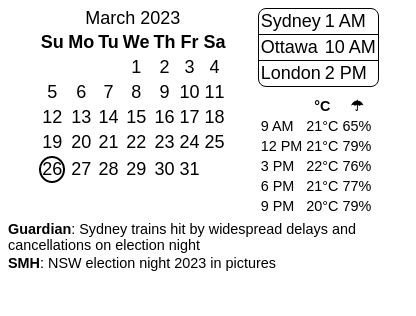 March 2023
Su Mo Tu We Th Fr Sa
1 2 3 4
5 6 7 8 9 10 11
12 13 14 15 16 17 18
19 20 21 22 23 24 25
26 27 28 29 30 31
Sydney 1 AM
Ottawa 10 AM
London 2 PM
°C ☂
9 AM 21°C 65%
12 PM 21°C 79%
3 PM 22°C 76%
6 PM 21°C 77%
9 PM 20°C 79%
Guardian: Sydney trains hit by widespread delays and
cancellations on election night
SMH: NSW election night 2023 in pictures